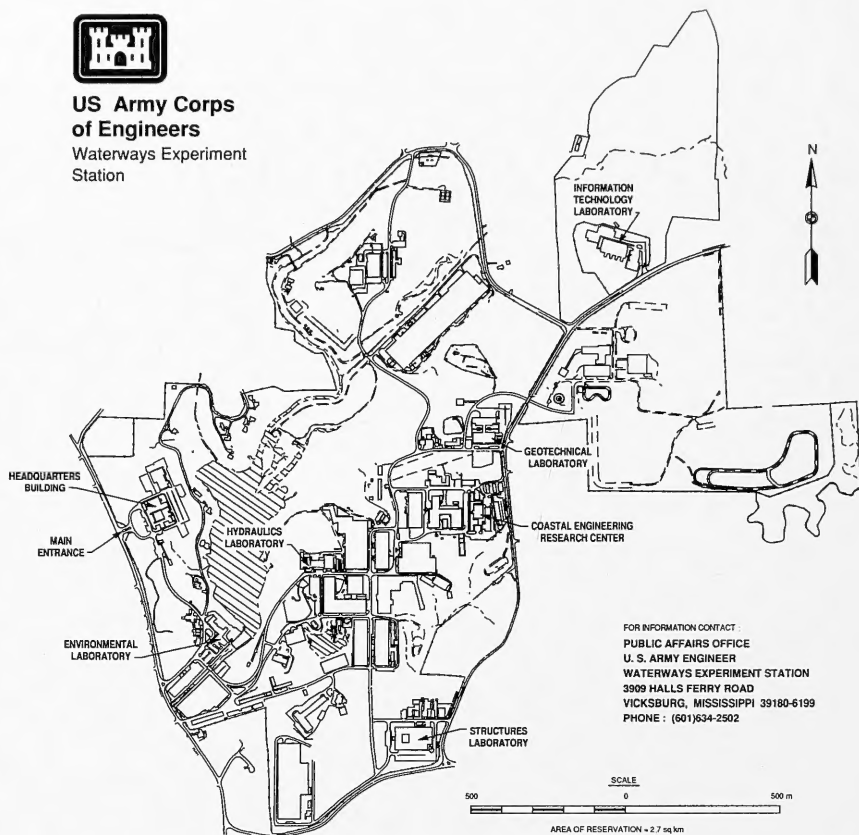 US Army Corps
of Engineers
Waterways Experiment
Station
N
INFORMATION
TECHNOLOGY
LABORATORY
GEOTECHNICAL
LABORATORY
HEADQUARTERS
BUILDING
MAIN
ENTRANCE
HYDRAULICS
LABORATORY
COASTAL ENGINEERING
RESEARCH CENTER
ENVIRONMENTAL
LABORATORY
STRUCTURES
LABORATORY
FOR INFORMATION CONTACT :
PUBLIC AFFAIRS OFFICE
U. S. ARMY ENGINEER
WATERWAYS EXPERIMENT STATION
3909 HALLS FERRY ROAD
VICKSBURG, MISSISSIPPI 39180-6199
PHONE : (601)634-2502
SCALE
500 0 500 m
AREA OF RESERVATION = 2.7 sq km